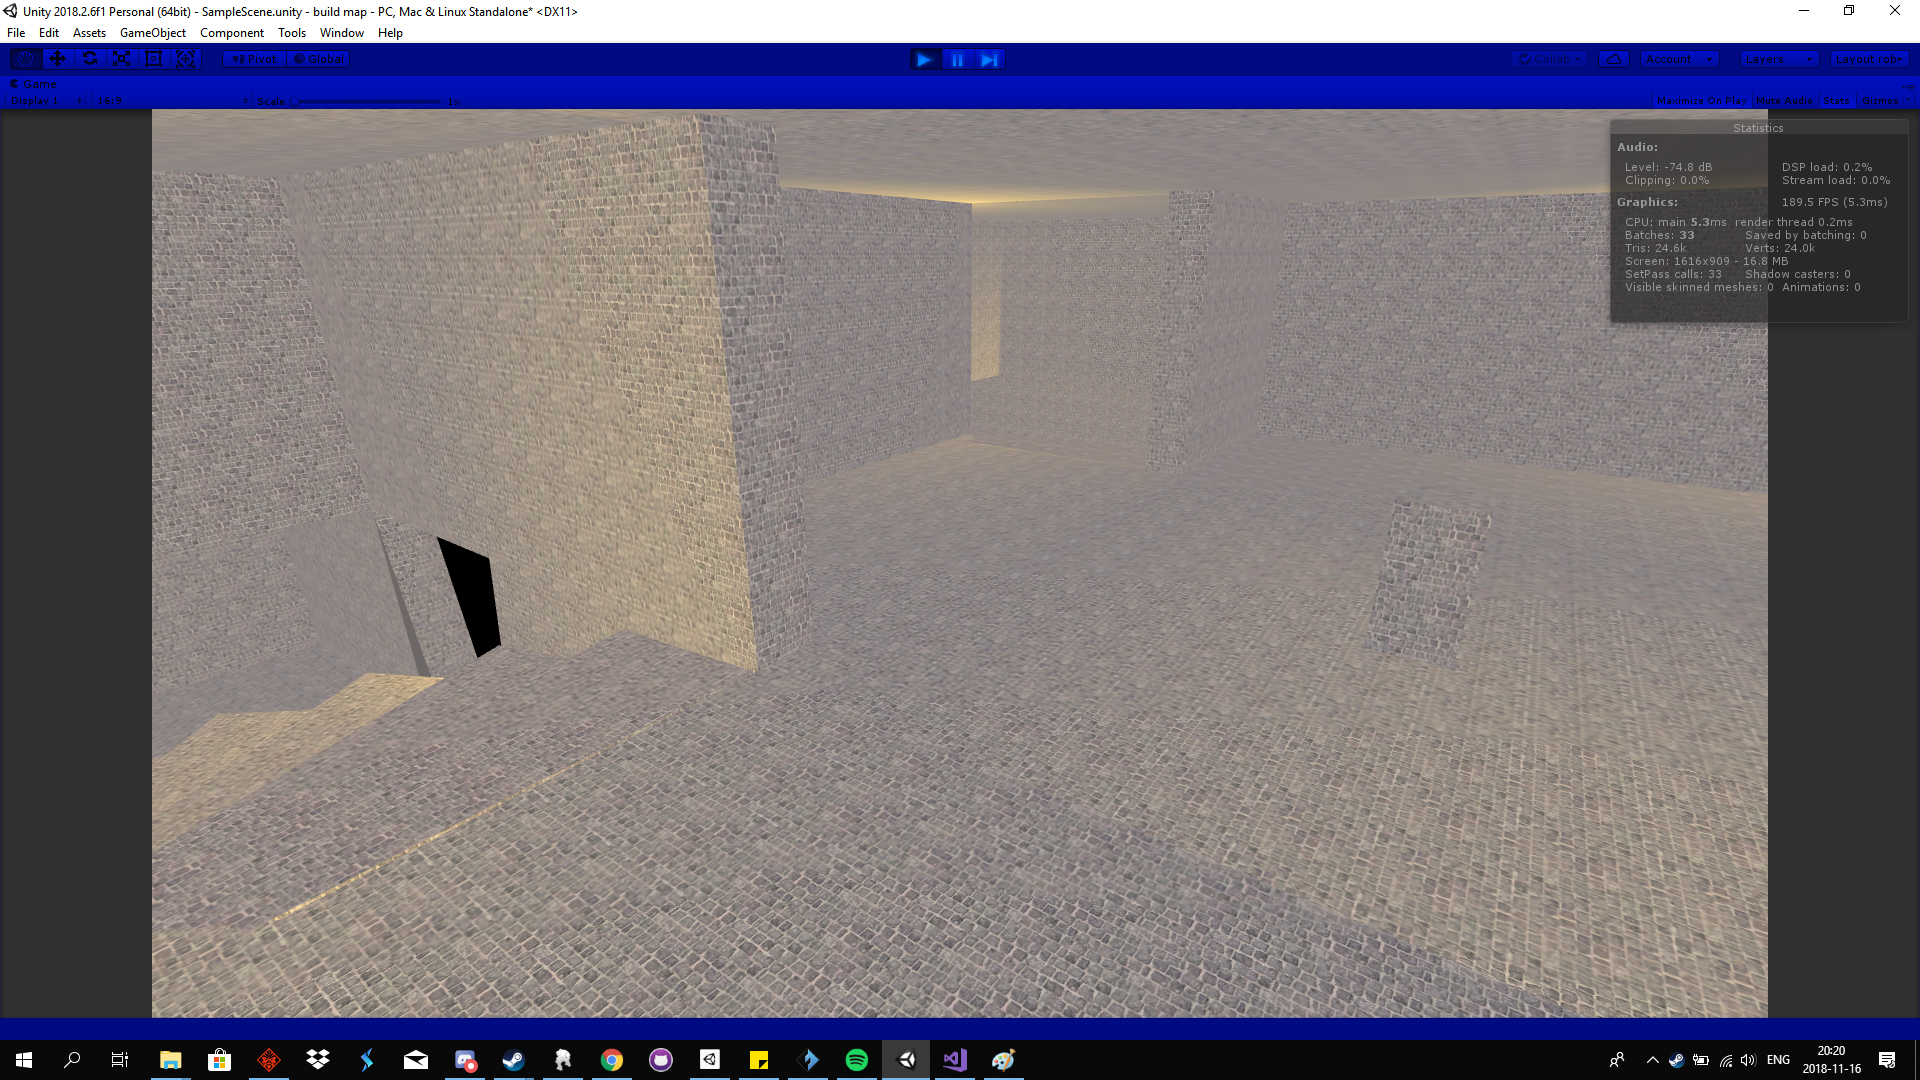 Unity 2018.2.6f1 Personal (64bit) - SampleScene.unity - build map - PC, Mac & Linux Standalone* <DX11>
File Edit Assets GameObject Component Tools Window Help
Pivot Global Collab Account Layers Layout rob
Game
Display 1 16:9 Scale 1x Maximize On Play Mute Audio Stats Gizmos
Statistics
Audio:
Level: -74.8 dB DSP load: 0.2%
Clipping: 0.0% Stream load: 0.0%
Graphics: 189.5 FPS (5.3ms)
CPU: main 5.3ms render thread 0.2ms
Batches: 33 Saved by batching: 0
Tris: 24.6k Verts: 24.0k
Screen: 1616x909 - 16.8 MB
SetPass calls: 33 Shadow casters: 0
Visible skinned meshes: 0 Animations: 0
ENG
20:20
2018-11-16